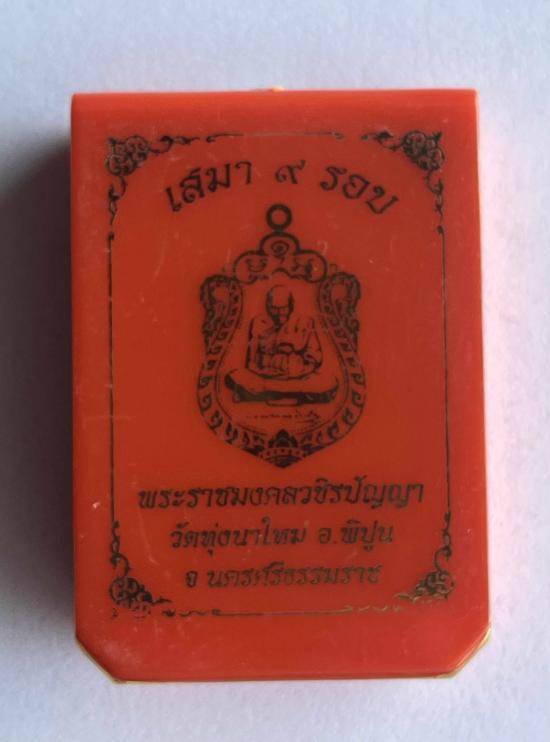 เสมา ๙ รอบ
พระราชมงคลวชิรปัญญา
วัดทุ่งนาใหม่ อ.พิปูน
จ นครศรีธรรมราช